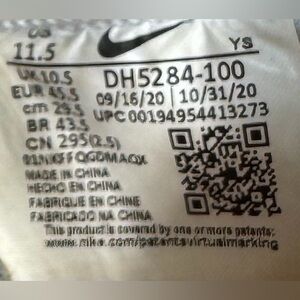 US
11.5 YS
UK 10.5 DH5284-100
EUR 45.5 09/16/20 10/31/20
cm 29.5 UPC 00194954413273
BR 43.5
CN 295(2.5)
MADE IN CHINA
HECHO EN CHINA
FABRIQUE EN CHINE
FABRICADO NA CHINA
This product is covered by one or more patents:
www.nike.com/patentsvirtualmarking